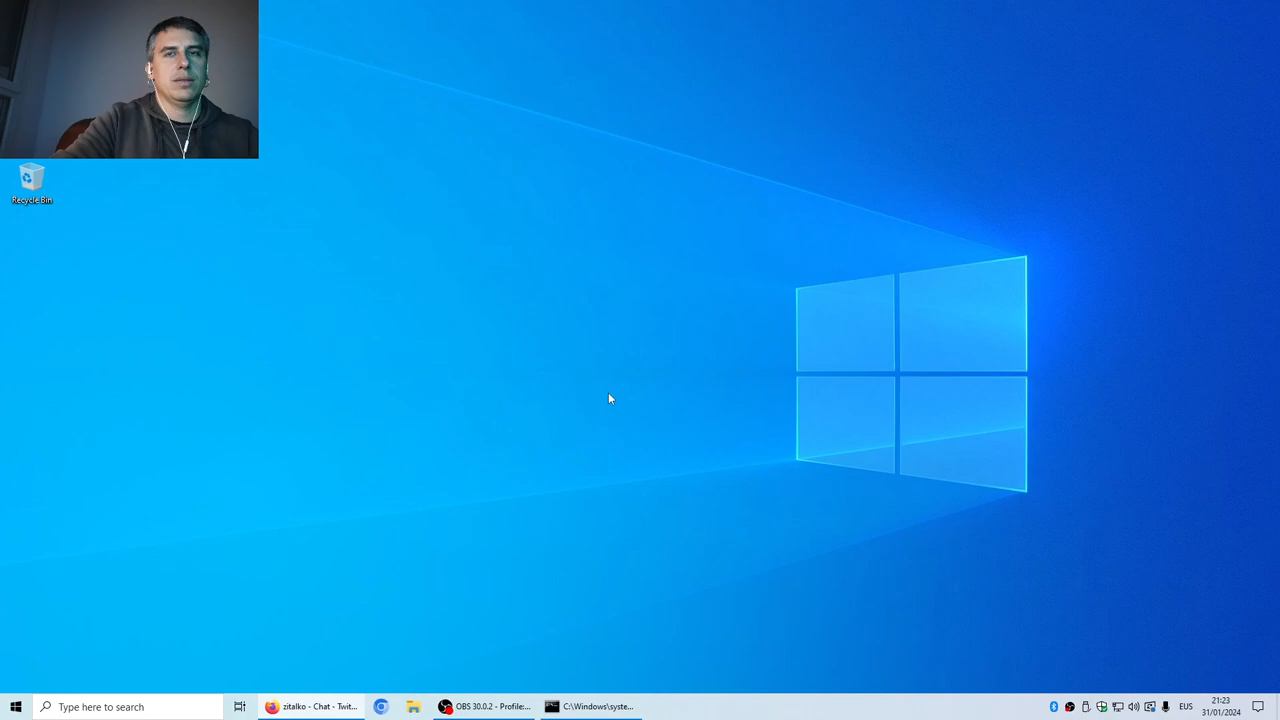 Recycle Bin
Type here to search
zitalko - Chat - Twit...
OBS 30.0.2 - Profile:...
C:\Windows\syste...
EUS
21:23
31/01/2024